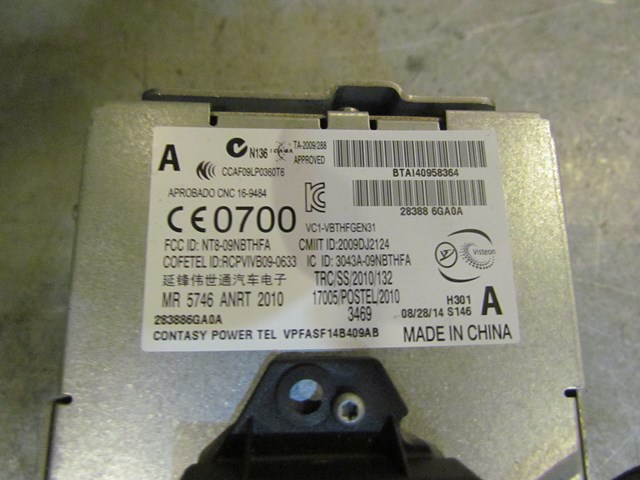 A N136 TA-2009/288
APPROVED
CCAF09LP0360T6 BTAI40958364
APROBADO CNC 16-9484 28388 6GA0A
CE0700 VC1-VBTHFGEN31
FCC ID: NT8-09NBTHFA CMIIT ID:2009DJ2124
COFETEL ID:RCPVIVB09-0633 IC ID: 3043A-09NBTHFA Visteon
延锋伟世通汽车电子 TRC/SS/2010/132
MR 5746 ANRT 2010 17005/POSTEL/2010 H301 A
283886GA0A 3469 08/28/14 S146
CONTASY POWER TEL VPFASF14B409AB MADE IN CHINA